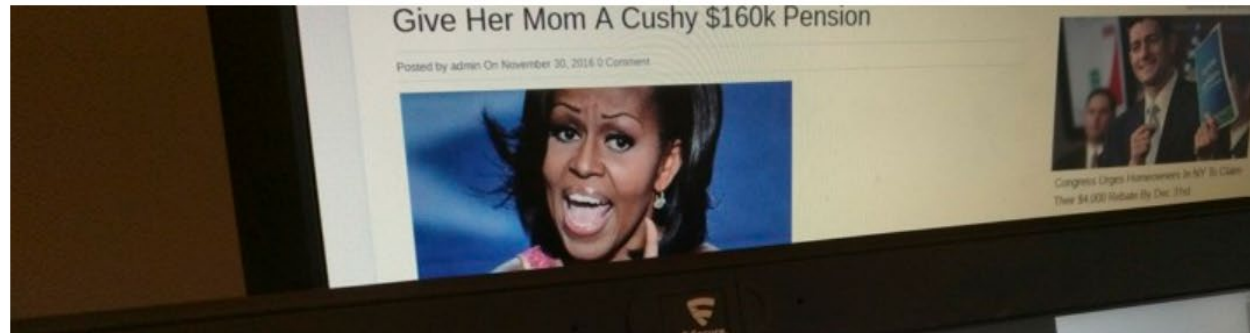 Give Her Mom A Cushy $160k Pension
Posted by admin On November 30, 2016 0 Comment
Congress Urges Homeowners In NY To Claim
Their $4,000 Rebate By Dec. 31st